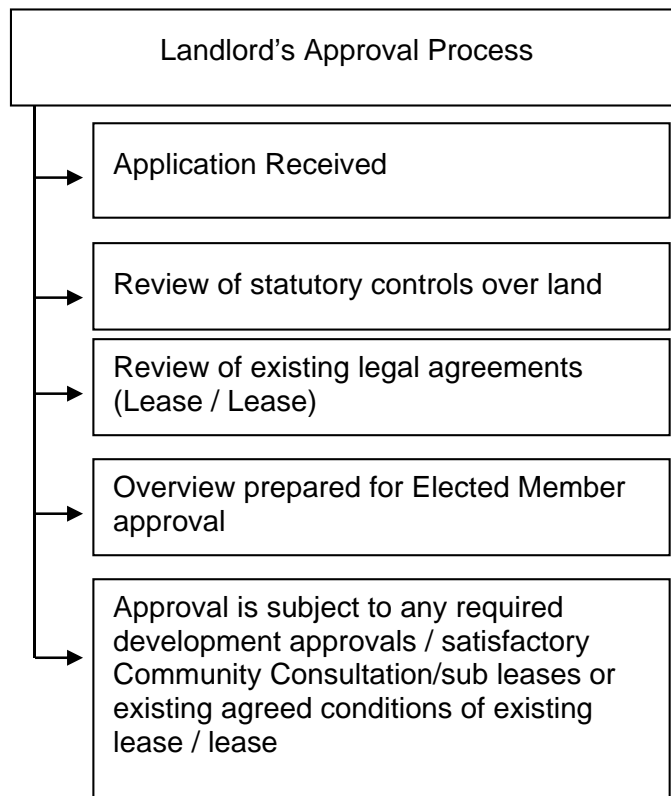 Landlord’s Approval Process
Application Received
Review of statutory controls over land
Review of existing legal agreements
(Lease / Lease)
Overview prepared for Elected Member
approval
Approval is subject to any required
development approvals / satisfactory
Community Consultation/sub leases or
existing agreed conditions of existing
lease / lease